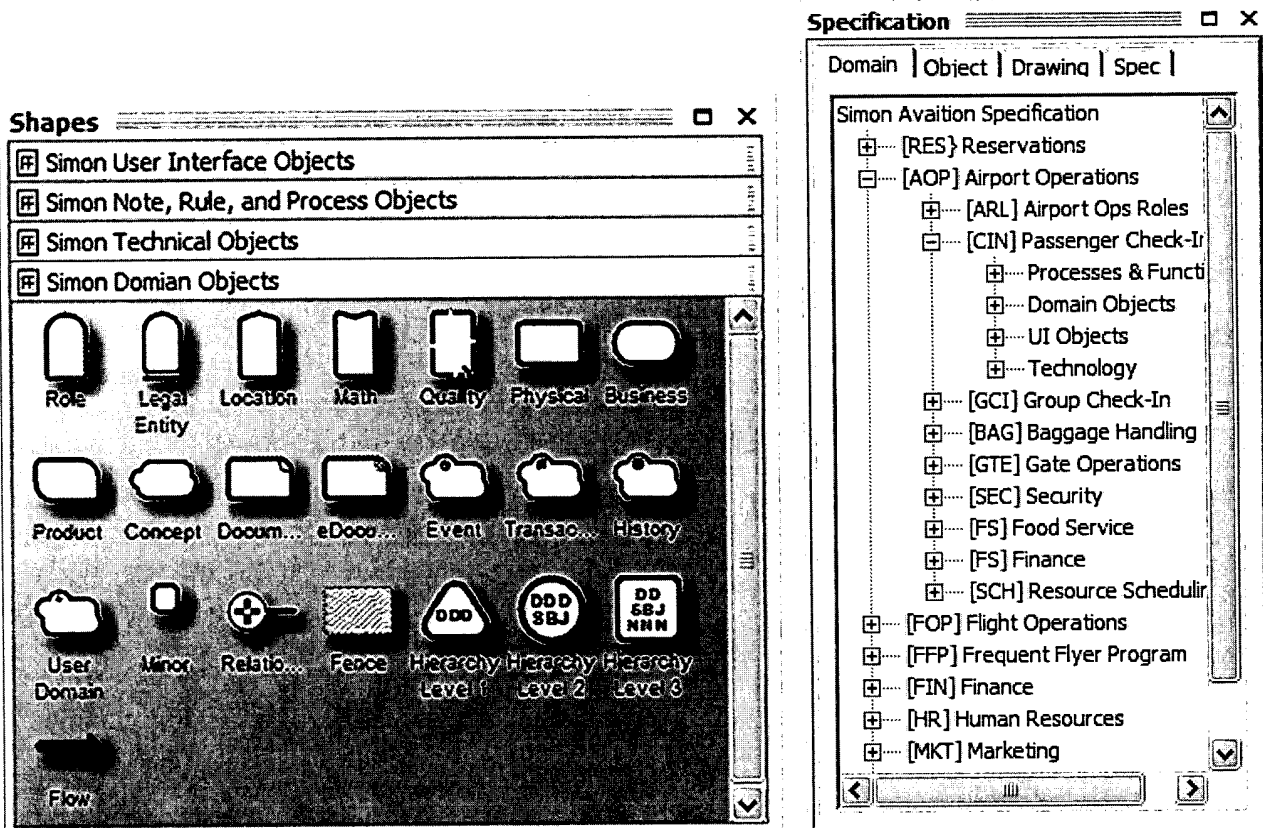 Shapes
Simon User Interface Objects
Simon Note, Rule, and Process Objects
Simon Technical Objects
Simon Domian Objects
Role Legal Entity Location Math Quality Physical Business
Product Concept Docum... eDocu... Event Transac... History
User Domain Minor Relatio... Fence Hierarchy Level 1 Hierarchy Level 2 Hierarchy Level 3
DDD
DDD
SBJ
DD
SBJ
NNN
Flow
Specification
Domain Object Drawing Spec
Simon Avaition Specification
[RES} Reservations
[AOP] Airport Operations
[ARL] Airport Ops Roles
[CIN] Passenger Check-Ir
Processes & Functi
Domain Objects
UI Objects
Technology
[GCI] Group Check-In
[BAG] Baggage Handling
[GTE] Gate Operations
[SEC] Security
[FS] Food Service
[FS] Finance
[SCH] Resource Schedulir
[FOP] Flight Operations
[FFP] Frequent Flyer Program
[FIN] Finance
[HR] Human Resources
[MKT] Marketing